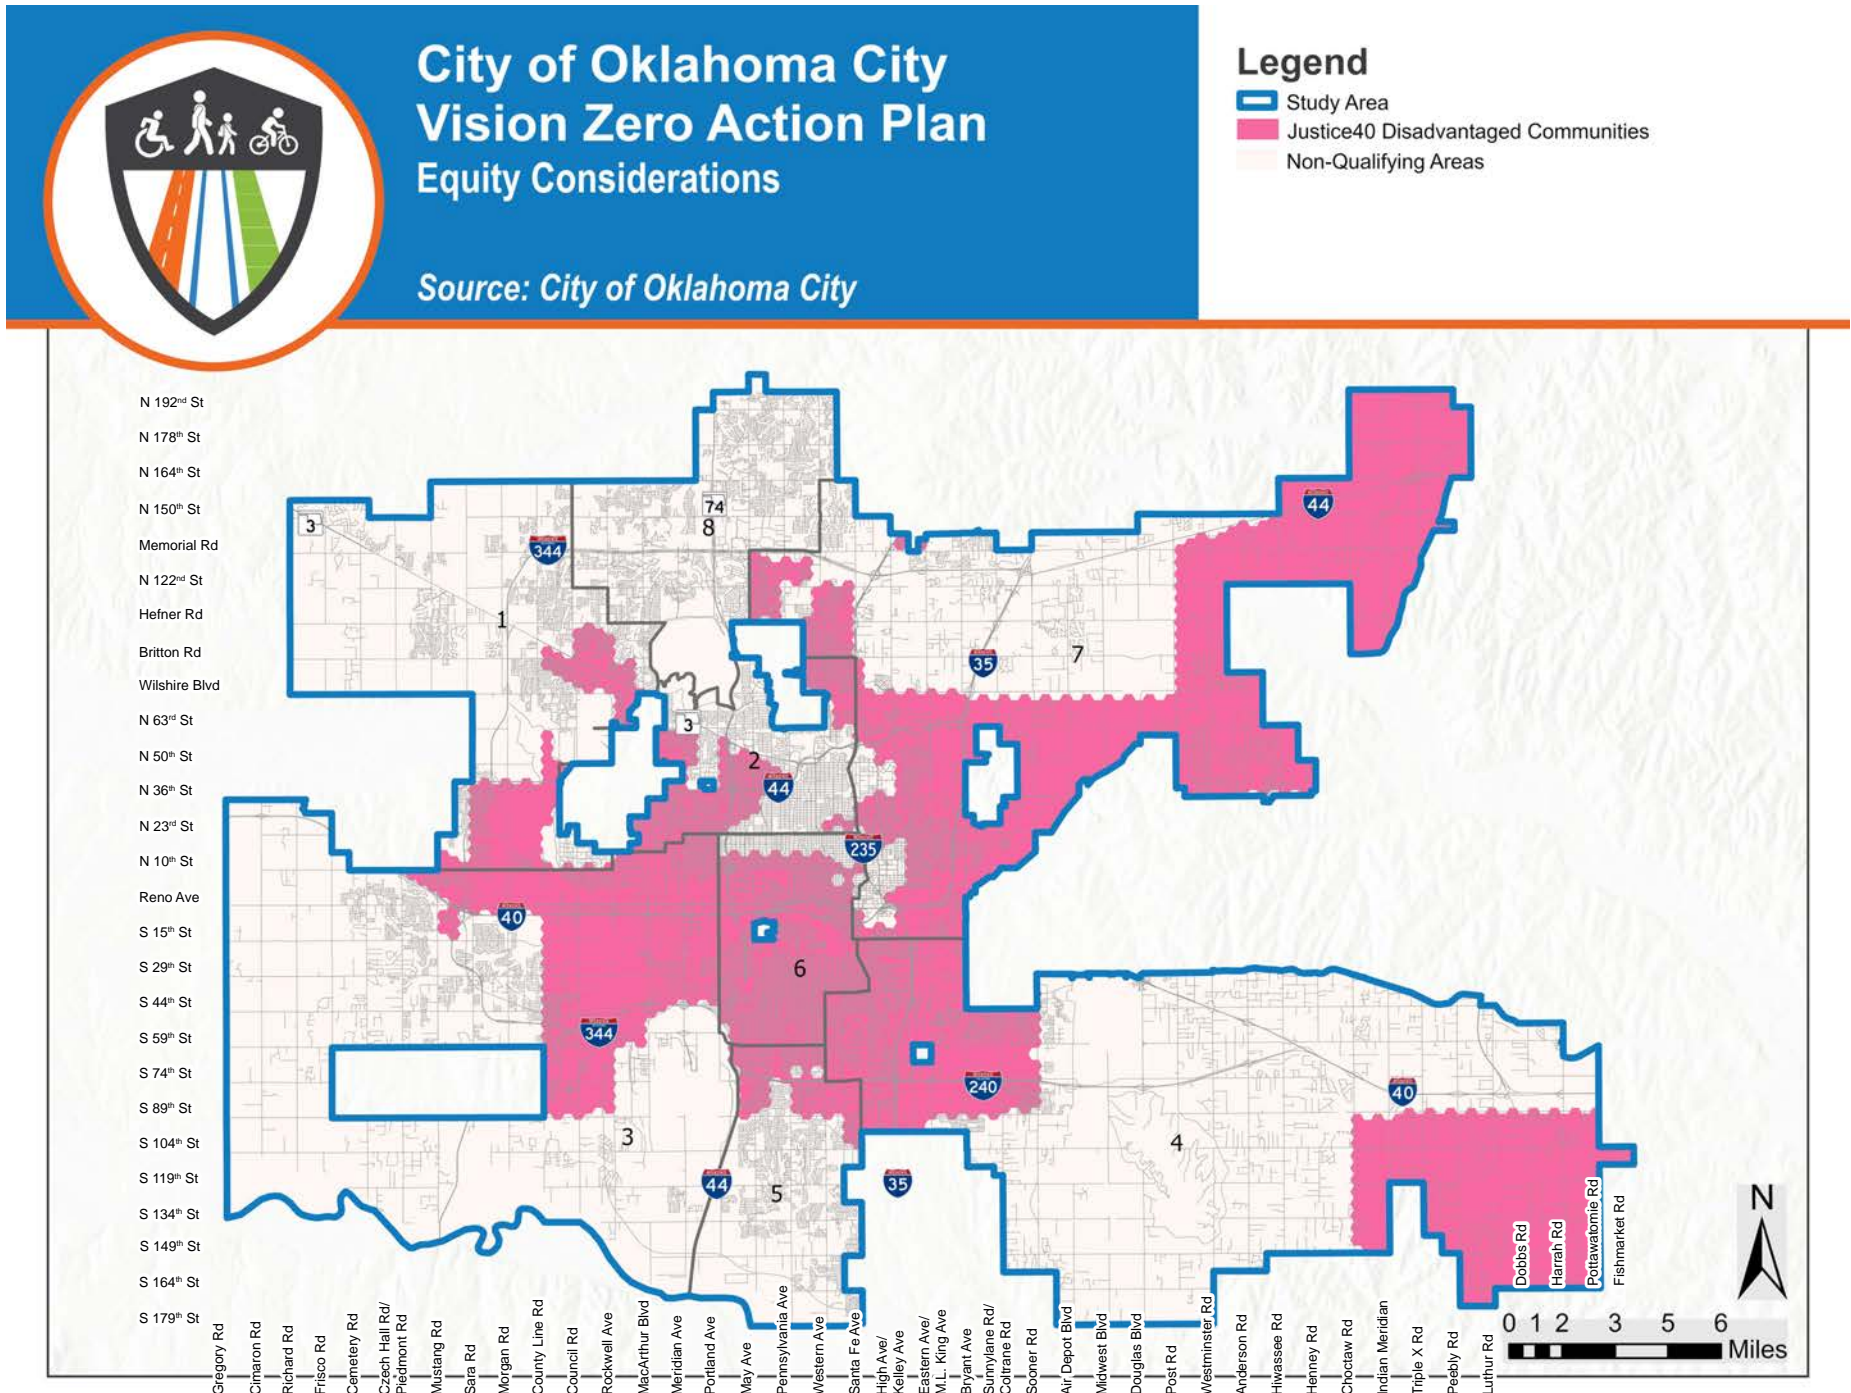 City of Oklahoma City
Vision Zero Action Plan
Equity Considerations
Source: City of Oklahoma City
Legend
Study Area
Justice40 Disadvantaged Communities
Non-Qualifying Areas
N 192nd St
N 178th St
N 164th St
N 150th St
Memorial Rd
N 122nd St
Hefner Rd
Britton Rd
Wilshire Blvd
N 63rd St
N 50th St
N 36th St
N 23rd St
N 10th St
Reno Ave
S 15th St
S 29th St
S 44th St
S 59th St
S 74th St
S 89th St
S 104th St
S 119th St
S 134th St
S 149th St
S 164th St
S 179th St
44
74
3
8
344
1
7
35
3
2
44
235
40
6
344
240
40
3
4
44
35
5
Dobbs Rd
Harrah Rd
Pottawatomie Rd
Fishmarket Rd
N
0 1 2 3 5 6
Miles
Gregory Rd
Cimaron Rd
Richard Rd
Frisco Rd
Cemetery Rd
Czech Hall Rd/
Piedmont Rd
Mustang Rd
Sara Rd
Morgan Rd
County Line Rd
Council Rd
Rockwell Ave
MacArthur Blvd
Meridian Ave
Portland Ave
May Ave
Pennsylvania Ave
Western Ave
Santa Fe Ave
High Ave/
Kelley Ave
Eastern Ave/
M.L. King Ave
Bryant Ave
Sunnylane Rd/
Coltrane Rd
Sooner Rd
Air Depot Blvd
Midwest Blvd
Douglas Blvd
Post Rd
Westminster Rd
Anderson Rd
Hiwassee Rd
Henney Rd
Choctaw Rd
Indian Meridian
Triple X Rd
Peebly Rd
Luthur Rd